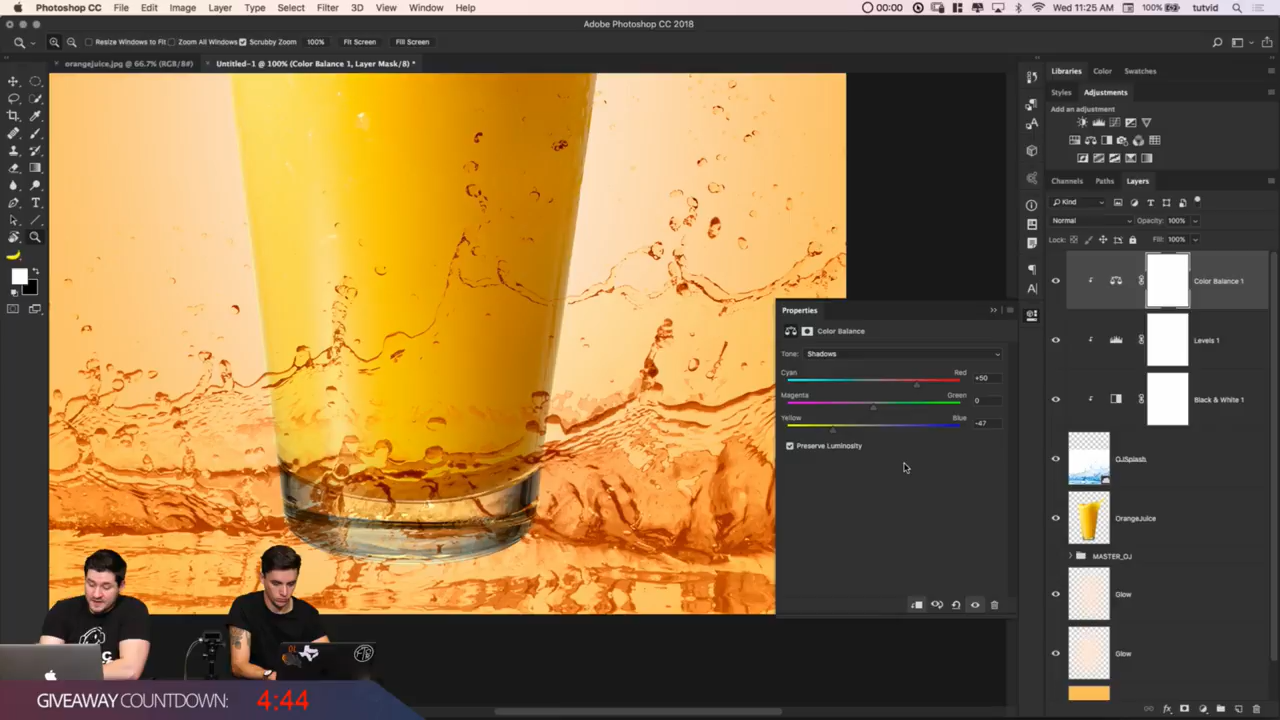 Photoshop CC File Edit Image Layer Type Select Filter 3D View Window Help 00:00 100% Wed 11:25 AM tutvid
Adobe Photoshop CC 2018
Resize Windows to Fit Zoom All Windows Scrubby Zoom 100% Fit Screen Fill Screen
orangejuice.jpg @ 66.7% (RGB/8#) Untitled-1 @ 100% (Color Balance 1, Layer Mask/8) *
Libraries Color Swatches
Styles Adjustments
Add an adjustment
Channels Paths Layers
Kind
Normal Opacity: 100%
Lock: Fill: 100%
Color Balance 1
Levels 1
Black & White 1
OJSplash
OrangeJuice
MASTER_OJ
Glow
Glow
Properties
Color Balance
Tone: Shadows
Cyan Red +50
Magenta Green 0
Yellow Blue -47
Preserve Luminosity
GIVEAWAY COUNTDOWN: 4:44